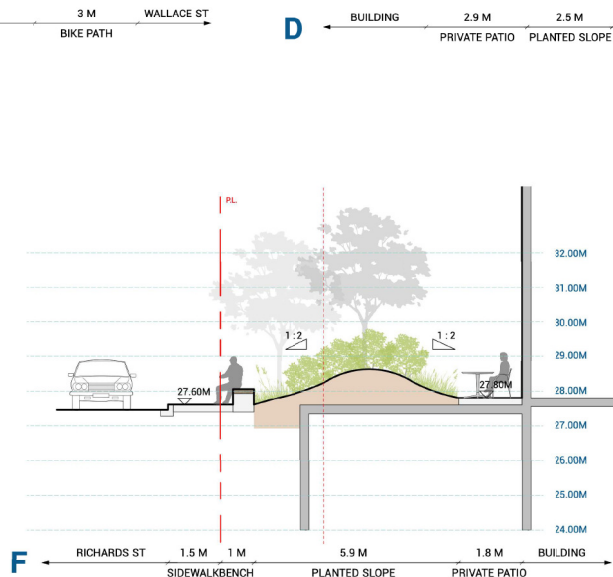 3 M WALLACE ST
BIKE PATH
D
BUILDING 2.9 M 2.5 M
PRIVATE PATIO PLANTED SLOPE
P.L.
32.00M
31.00M
30.00M
1 : 2 1 : 2
29.00M
27.60M 27.80M 28.00M
27.00M
26.00M
25.00M
24.00M
F
RICHARDS ST 1.5 M 1 M 5.9 M 1.8 M BUILDING
SIDEWALK BENCH PLANTED SLOPE PRIVATE PATIO